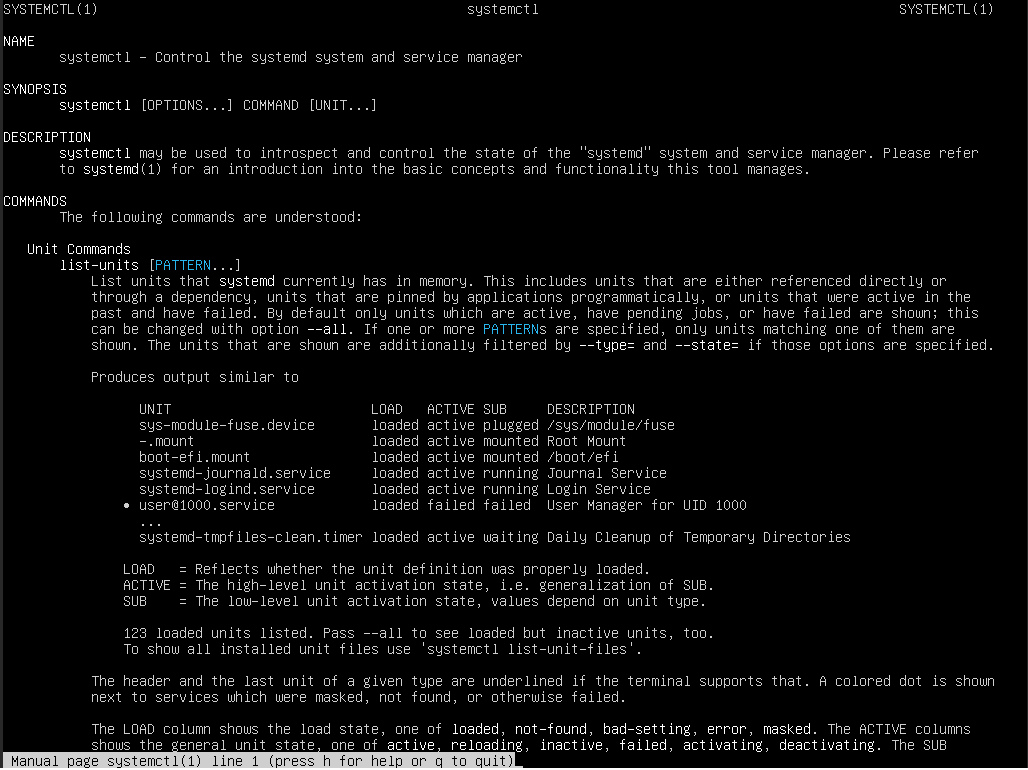 SYSTEMCTL(1) systemctl SYSTEMCTL(1)
NAME
systemctl - Control the systemd system and service manager
SYNOPSIS
systemctl [OPTIONS...] COMMAND [UNIT...]
DESCRIPTION
systemctl may be used to introspect and control the state of the "systemd" system and service manager. Please refer
to systemd(1) for an introduction into the basic concepts and functionality this tool manages.
COMMANDS
The following commands are understood:
Unit Commands
list-units [PATTERN...]
List units that systemd currently has in memory. This includes units that are either referenced directly or
through a dependency, units that are pinned by applications programmatically, or units that were active in the
past and have failed. By default only units which are active, have pending jobs, or have failed are shown; this
can be changed with option --all. If one or more PATTERNs are specified, only units matching one of them are
shown. The units that are shown are additionally filtered by --type= and --state= if those options are specified.
Produces output similar to
UNIT LOAD ACTIVE SUB DESCRIPTION
sys-module-fuse.device loaded active plugged /sys/module/fuse
-.mount loaded active mounted Root Mount
boot-efi.mount loaded active mounted /boot/efi
systemd-journald.service loaded active running Journal Service
systemd-logind.service loaded active running Login Service
● user@1000.service loaded failed failed User Manager for UID 1000
...
systemd-tmpfiles-clean.timer loaded active waiting Daily Cleanup of Temporary Directories
LOAD = Reflects whether the unit definition was properly loaded.
ACTIVE = The high-level unit activation state, i.e. generalization of SUB.
SUB = The low-level unit activation state, values depend on unit type.
123 loaded units listed. Pass --all to see loaded but inactive units, too.
To show all installed unit files use 'systemctl list-unit-files'.
The header and the last unit of a given type are underlined if the terminal supports that. A colored dot is shown
next to services which were masked, not found, or otherwise failed.
The LOAD column shows the load state, one of loaded, not-found, bad-setting, error, masked. The ACTIVE columns
shows the general unit state, one of active, reloading, inactive, failed, activating, deactivating. The SUB
Manual page systemctl(1) line 1 (press h for help or q to quit)